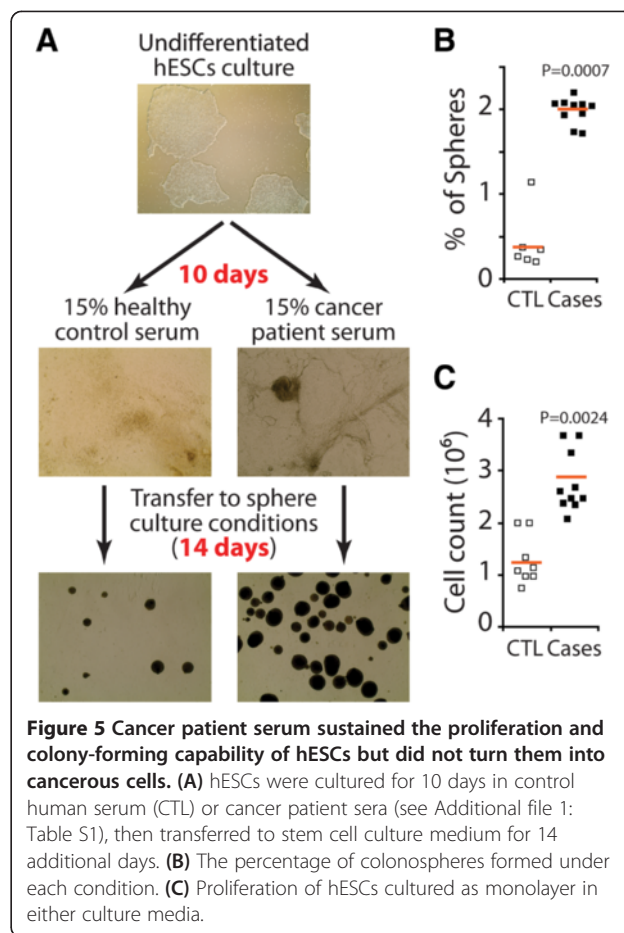 A
Undifferentiated
hESCs culture
10 days
15% healthy
control serum
15% cancer
patient serum
Transfer to sphere
culture conditions
(14 days)
B
P=0.0007
% of Spheres
2
1
0
CTL Cases
C
P=0.0024
Cell count (10⁶)
4
3
2
1
0
CTL Cases
Figure 5 Cancer patient serum sustained the proliferation and
colony-forming capability of hESCs but did not turn them into
cancerous cells. (A) hESCs were cultured for 10 days in control
human serum (CTL) or cancer patient sera (see Additional file 1:
Table S1), then transferred to stem cell culture medium for 14
additional days. (B) The percentage of colonospheres formed under
each condition. (C) Proliferation of hESCs cultured as monolayer in
either culture media.